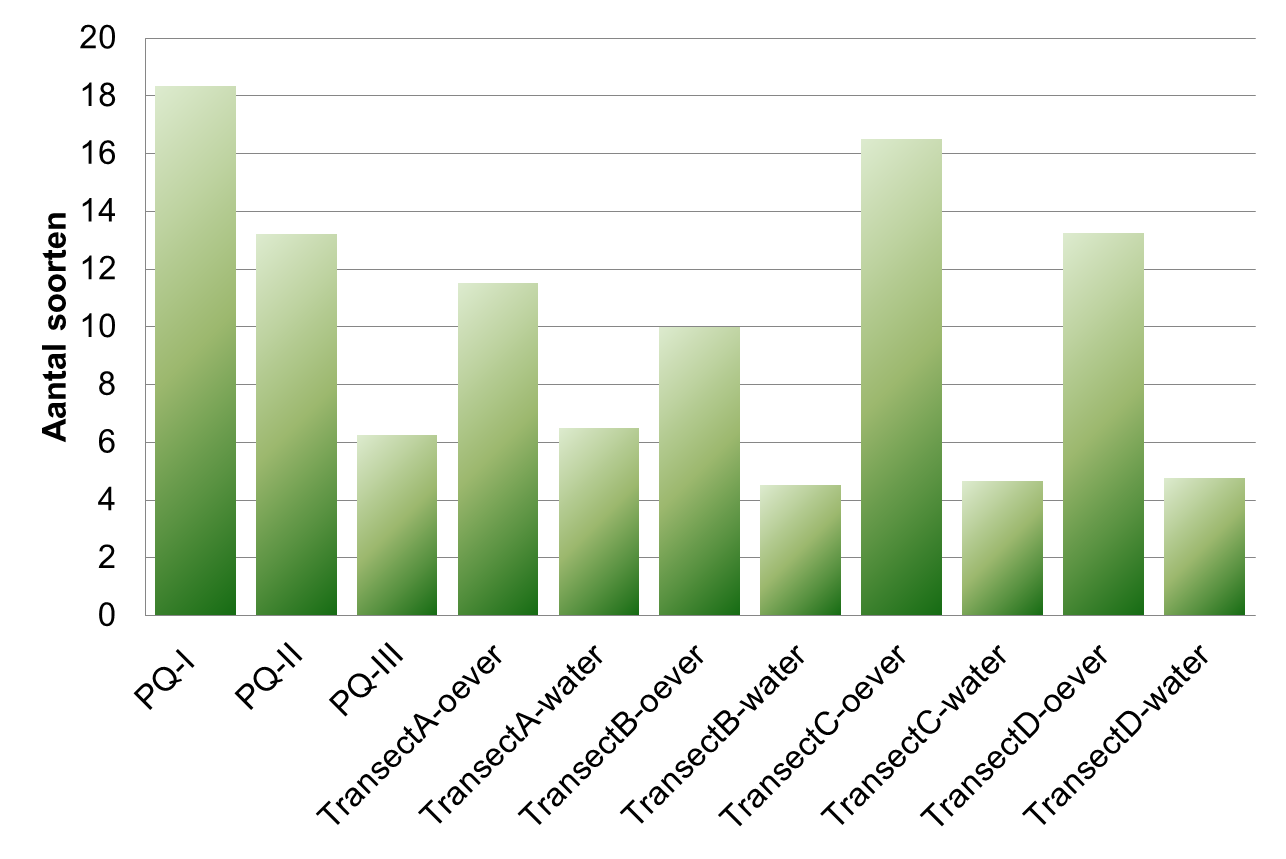 20
18
16
14
12
10
8
6
4
2
0
Aantal soorten
PQ-I
PQ-II
PQ-III
TransectA-oever
TransectA-water
TransectB-oever
TransectB-water
TransectC-oever
TransectC-water
TransectD-oever
TransectD-water